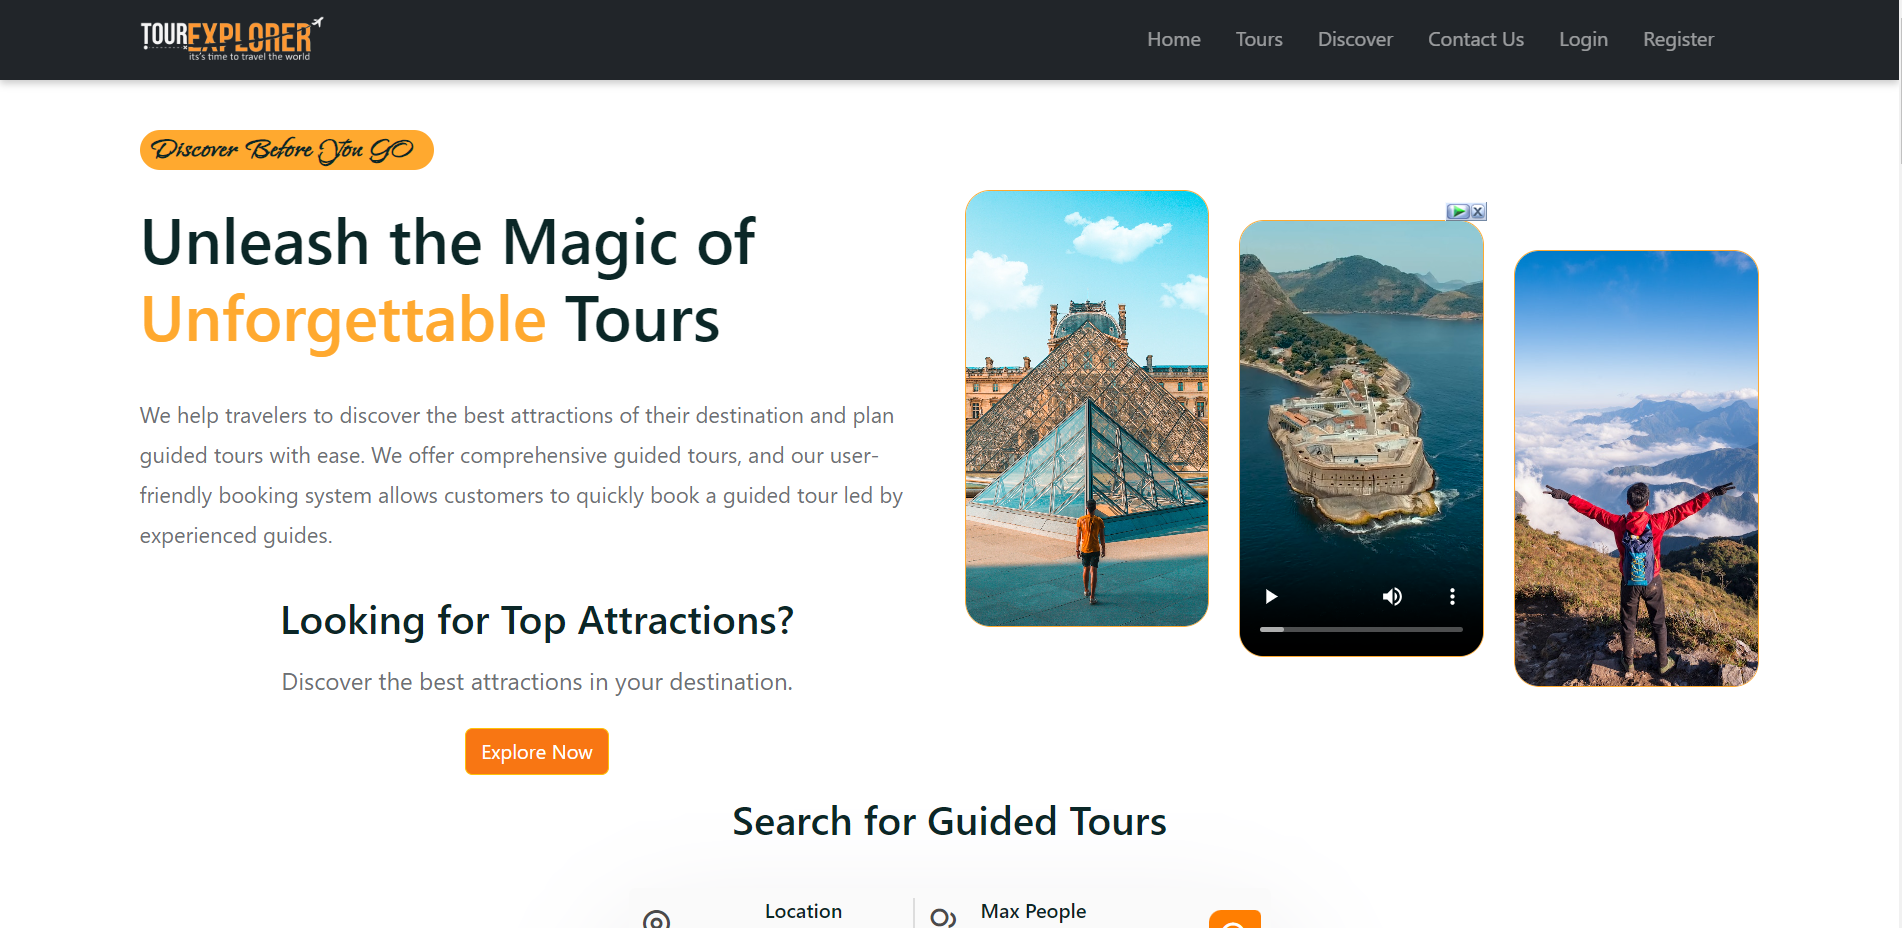 TOUREXPLORER
its's time to travel the world
Home
Tours
Discover
Contact Us
Login
Register
Discover Before You GO
Unleash the Magic of
Unforgettable Tours
We help travelers to discover the best attractions of their destination and plan
guided tours with ease. We offer comprehensive guided tours, and our user-
friendly booking system allows customers to quickly book a guided tour led by
experienced guides.
Looking for Top Attractions?
Discover the best attractions in your destination.
Explore Now
Search for Guided Tours
Location
Max People